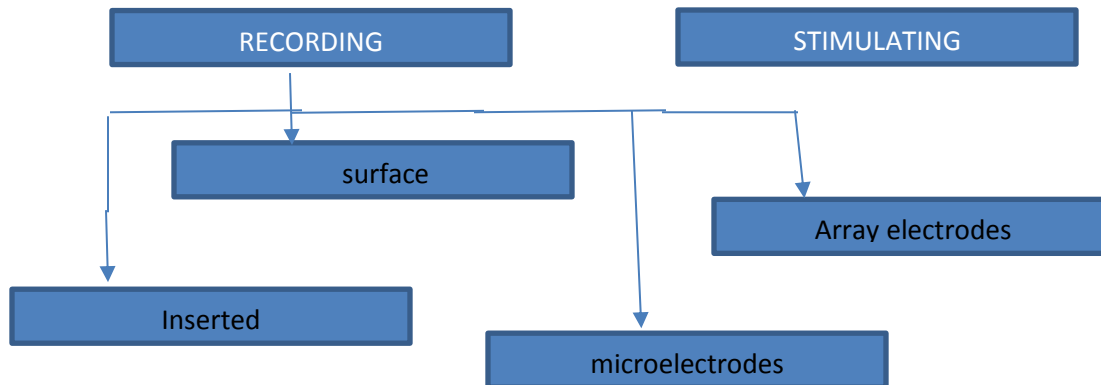 RECORDING
STIMULATING
surface
Array electrodes
Inserted
microelectrodes